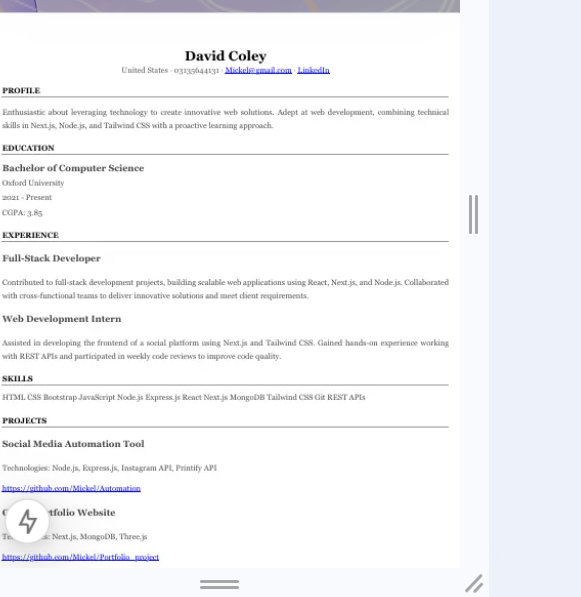 David Coley
United States · 03135644131 · Mickel@gmail.com · LinkedIn
PROFILE
Enthusiastic about leveraging technology to create innovative web solutions. Adept at web development, combining technical
skills in Next.js, Node.js, and Tailwind CSS with a proactive learning approach.
EDUCATION
Bachelor of Computer Science
Oxford University
2021 - Present
CGPA: 3.85
EXPERIENCE
Full-Stack Developer
Contributed to full-stack development projects, building scalable web applications using React, Next.js, and Node.js. Collaborated
with cross-functional teams to deliver innovative solutions and meet client requirements.
Web Development Intern
Assisted in developing the frontend of a social platform using Next.js and Tailwind CSS. Gained hands-on experience working
with REST APIs and participated in weekly code reviews to improve code quality.
SKILLS
HTML CSS Bootstrap JavaScript Node.js Express.js React Next.js MongoDB Tailwind CSS Git REST APIs
PROJECTS
Social Media Automation Tool
Technologies: Node.js, Express.js, Instagram API, Printify API
https://github.com/Mickel/Automation
Website
Next.js, MongoDB, Three.js
https://github.com/Mickel/Portfolio_project